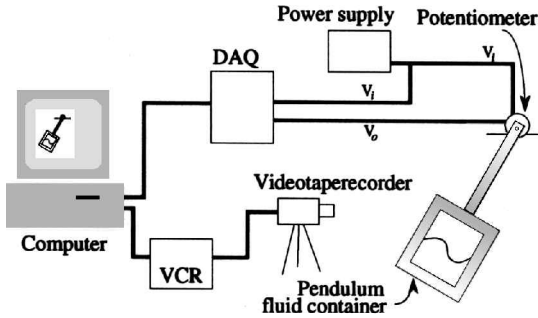 Power supply
Potentiometer
DAQ
v_i
v_i
v_o
Videotaperecorder
Computer
VCR
Pendulum
fluid container